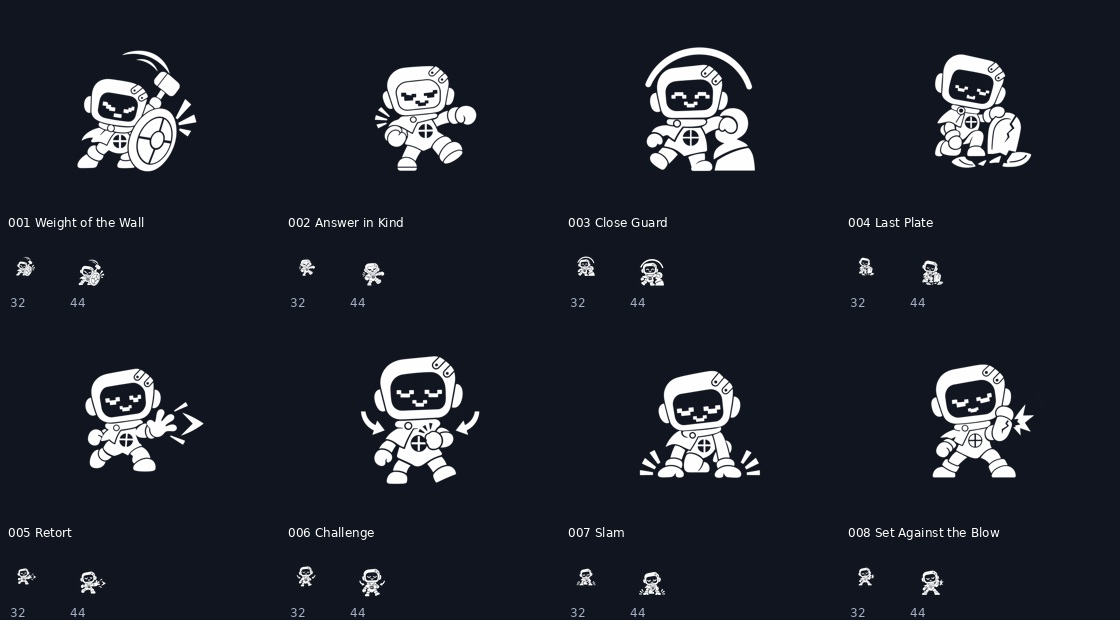 001 Weight of the Wall
002 Answer in Kind
003 Close Guard
004 Last Plate
32 44
32 44
32 44
32 44
005 Retort
006 Challenge
007 Slam
008 Set Against the Blow
32 44
32 44
32 44
32 44